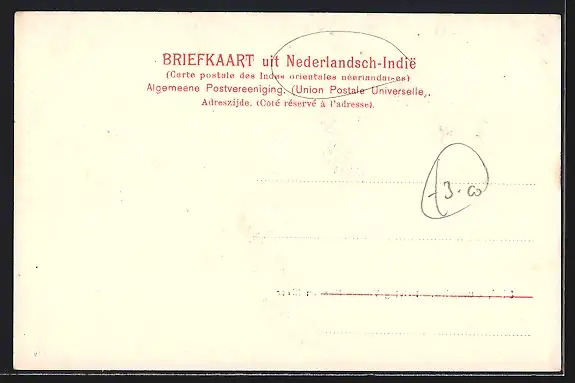 BRIEFKAART uit Nederlandsch-Indië
(Carte postale des Indes orientales néerlandaises)
Algemeene Postvereeniging. (Union Postale Universelle).
Adreszijde. (Coté réservé à l'adresse).
3.00